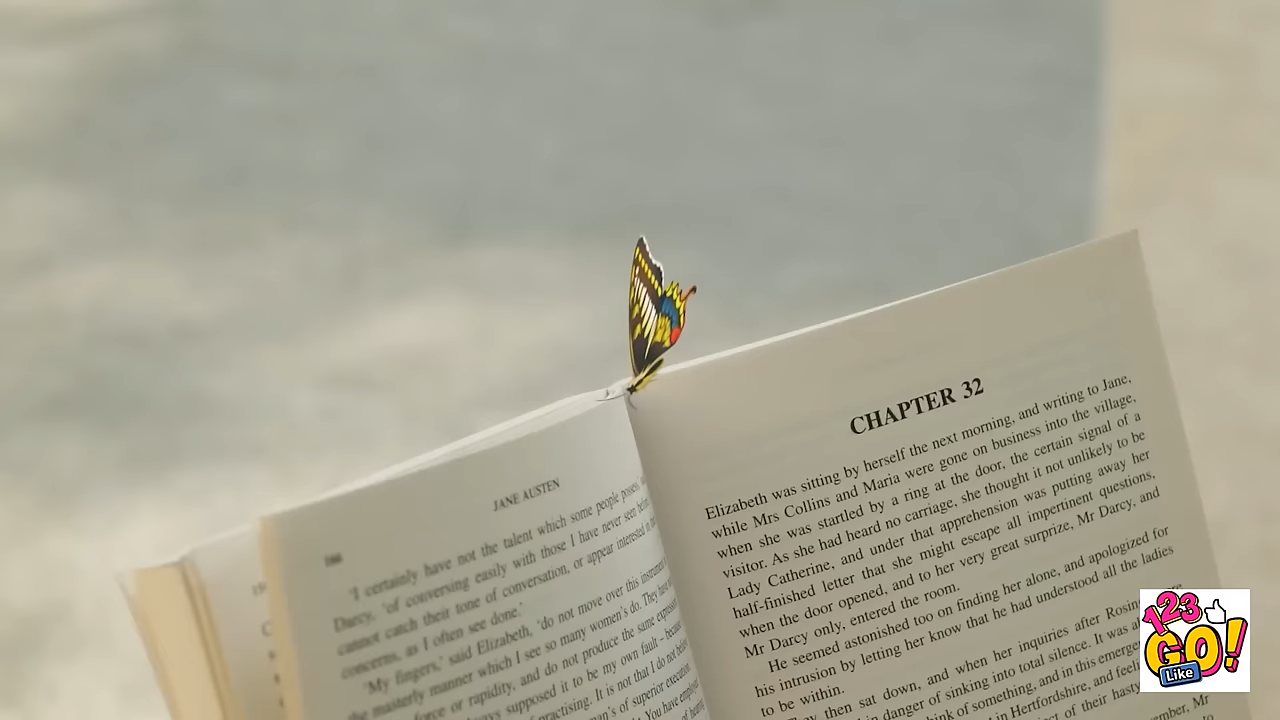 JANE AUSTEN
'I certainly have not the talent which some people possess,
Darcy, 'of conversing easily with those I have never seen before.
cannot catch their tone of conversation, or appear interested in
concerns, as I often see done.'
'My fingers,' said Elizabeth, 'do not move over this instrument
the masterly manner which I see so many women's do. They have
force or rapidity, and do not produce the same expression
always supposed it to be my own fault – because
practising. It is not that I do not
man's of superior execution.
You have employed
CHAPTER 32
Elizabeth was sitting by herself the next morning, and writing to Jane,
while Mrs Collins and Maria were gone on business into the village,
when she was startled by a ring at the door, the certain signal of a
visitor. As she had heard no carriage, she thought it not unlikely to be
Lady Catherine, and under that apprehension was putting away her
half-finished letter that she might escape all impertinent questions,
when the door opened, and to her very great surprize, Mr Darcy, and
Mr Darcy only, entered the room.
He seemed astonished too on finding her alone, and apologized for
his intrusion by letting her know that he had understood all the ladies
to be within.
They then sat down, and when her inquiries after Rosin
in danger of sinking into total silence. It was a
think of something, and in this emerge
in Hertfordshire, and feel
of their hasty
Mr
123
GO!
Like